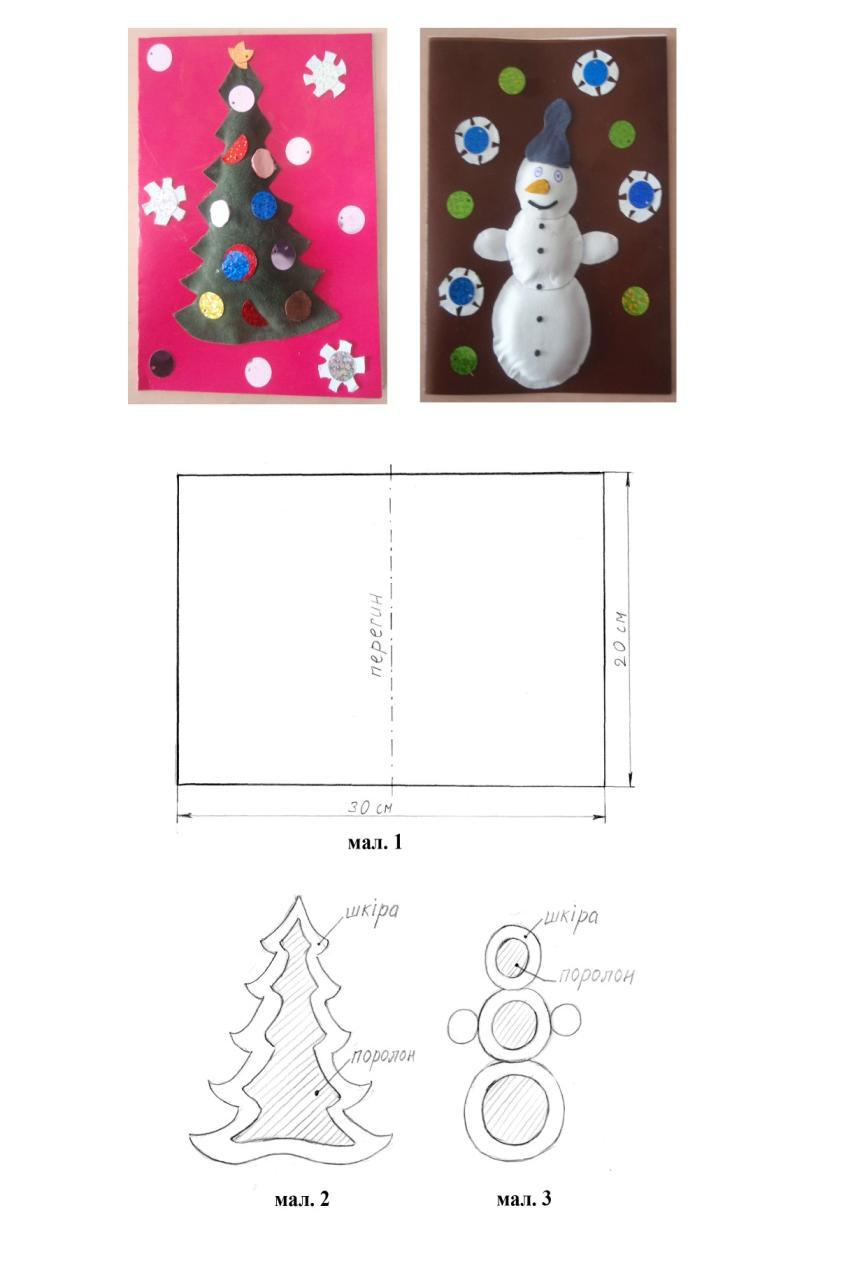 перегин
20 см
30 см
мал. 1
шкіра
поролон
шкіра
поролон
мал. 2
мал. 3